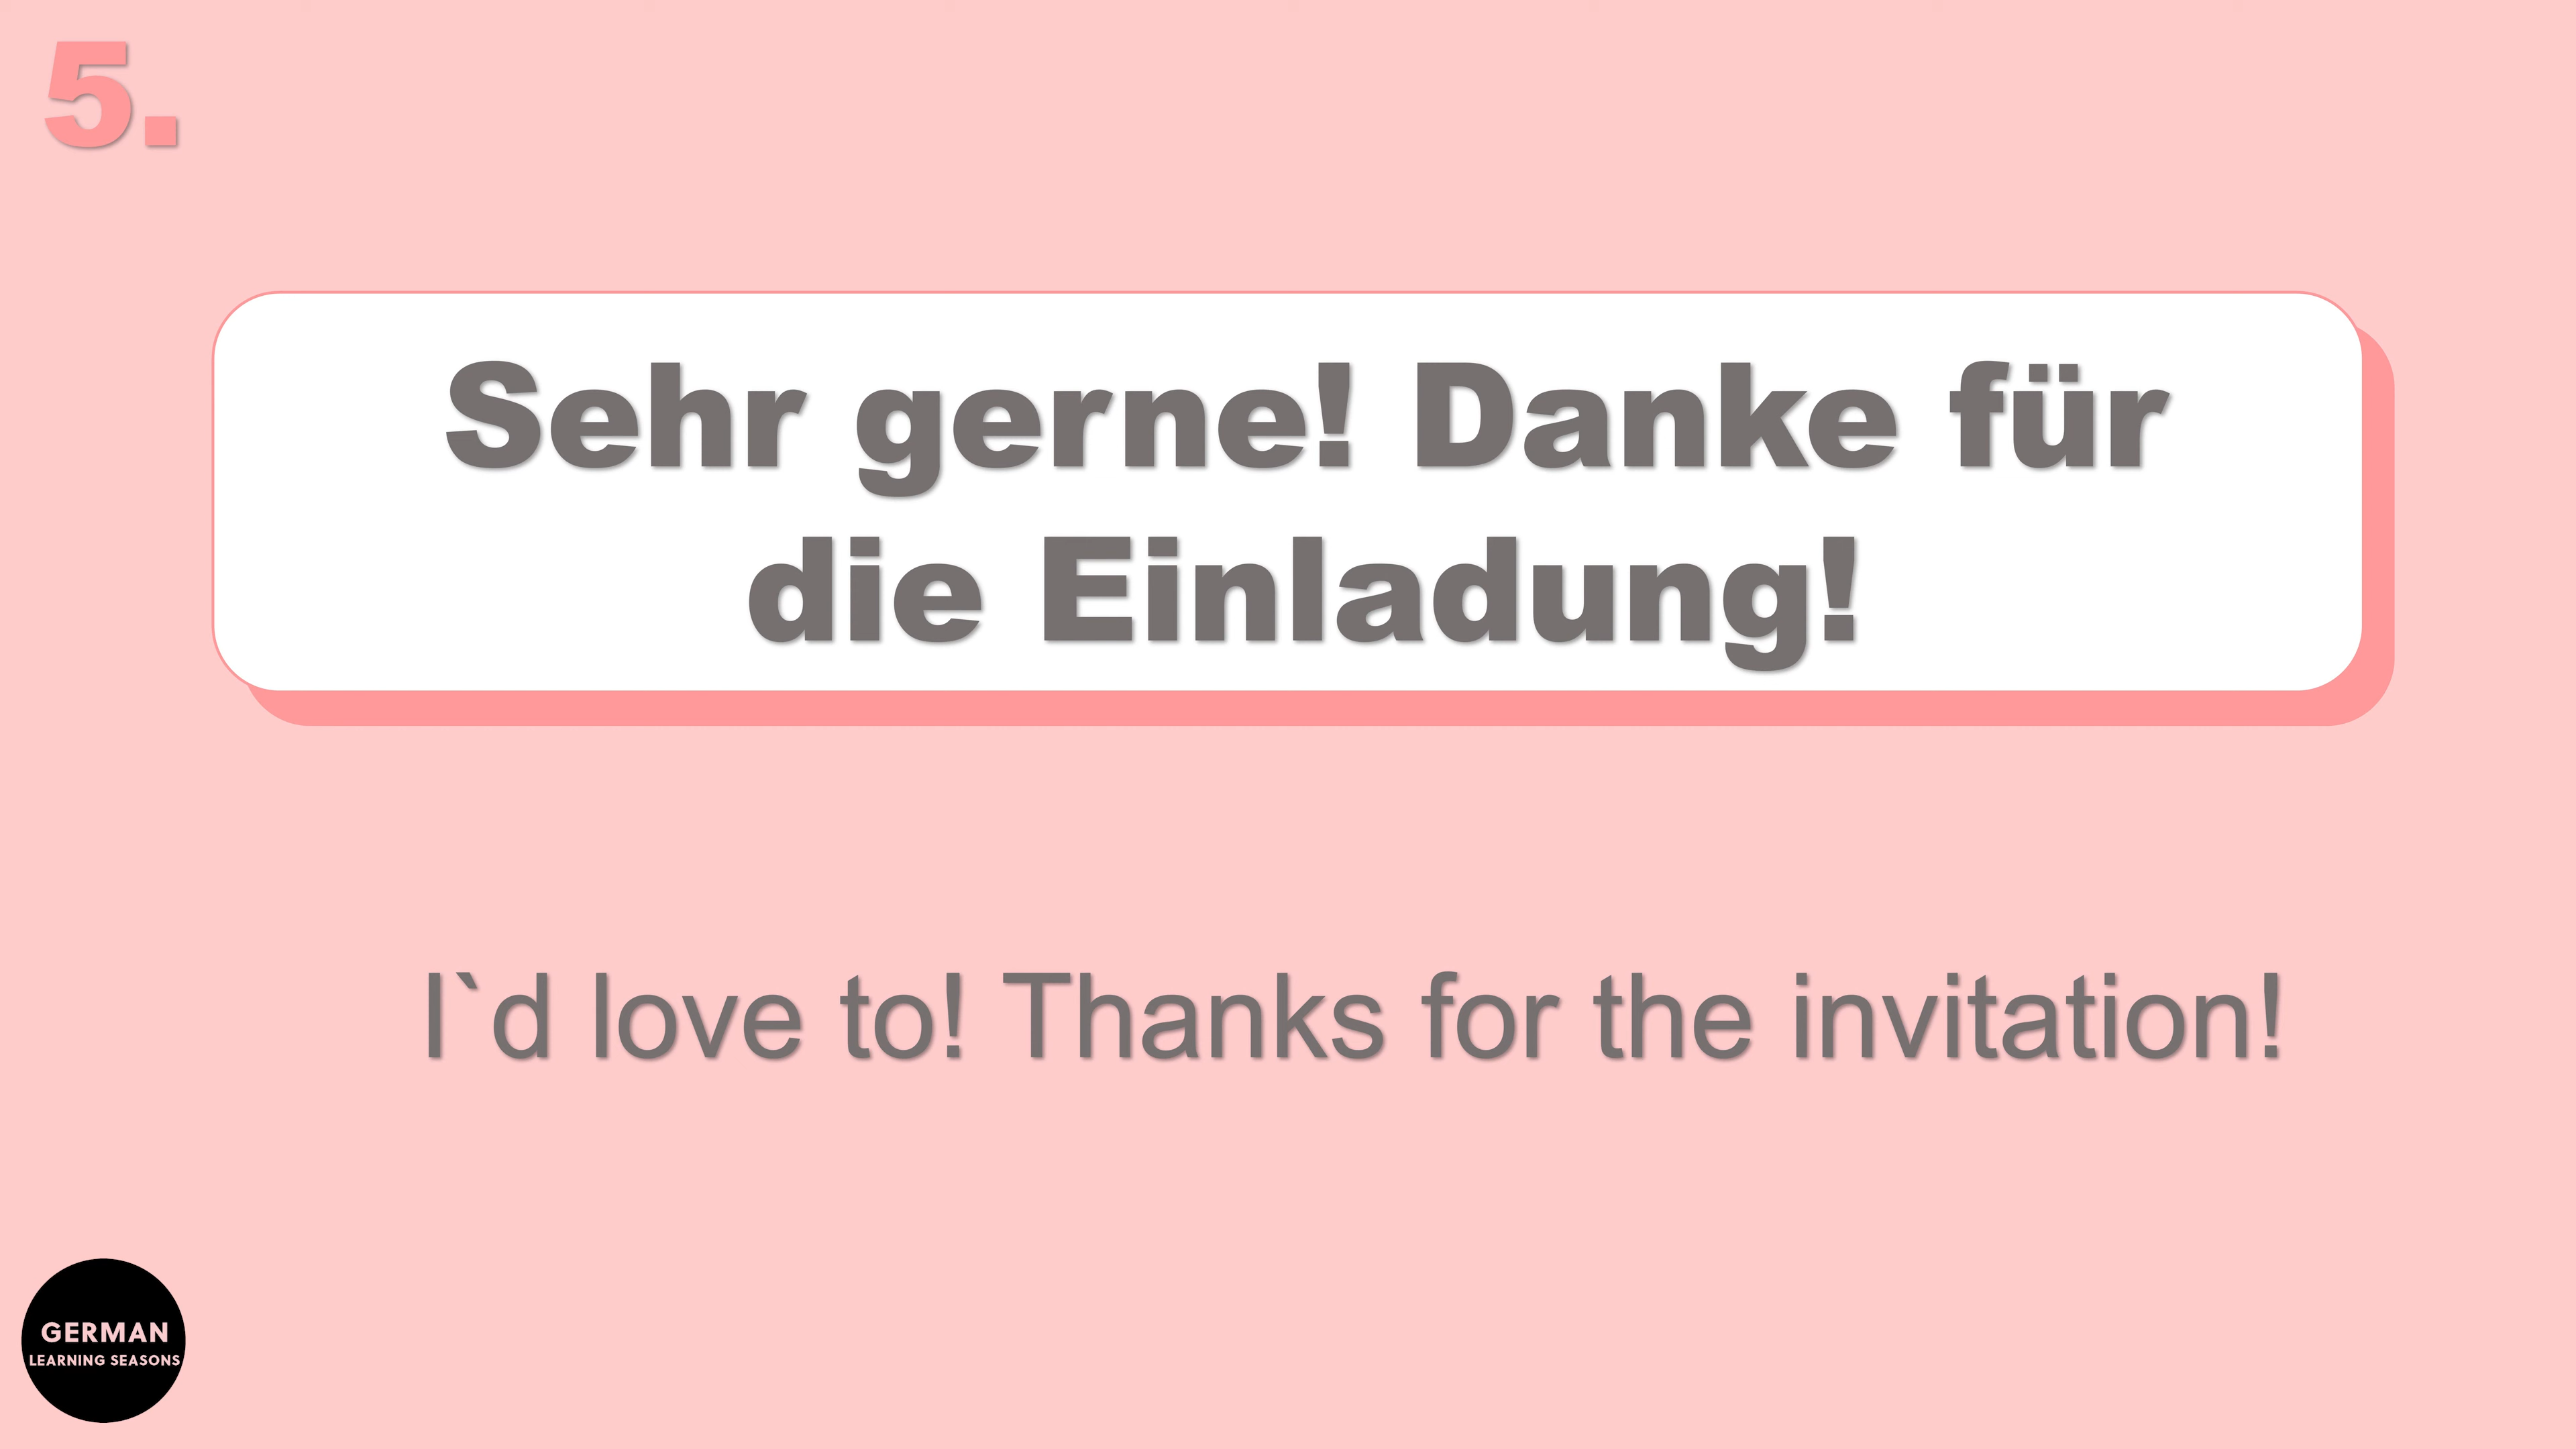 5.
Sehr gerne! Danke für
die Einladung!
I`d love to! Thanks for the invitation!
GERMAN
LEARNING SEASONS